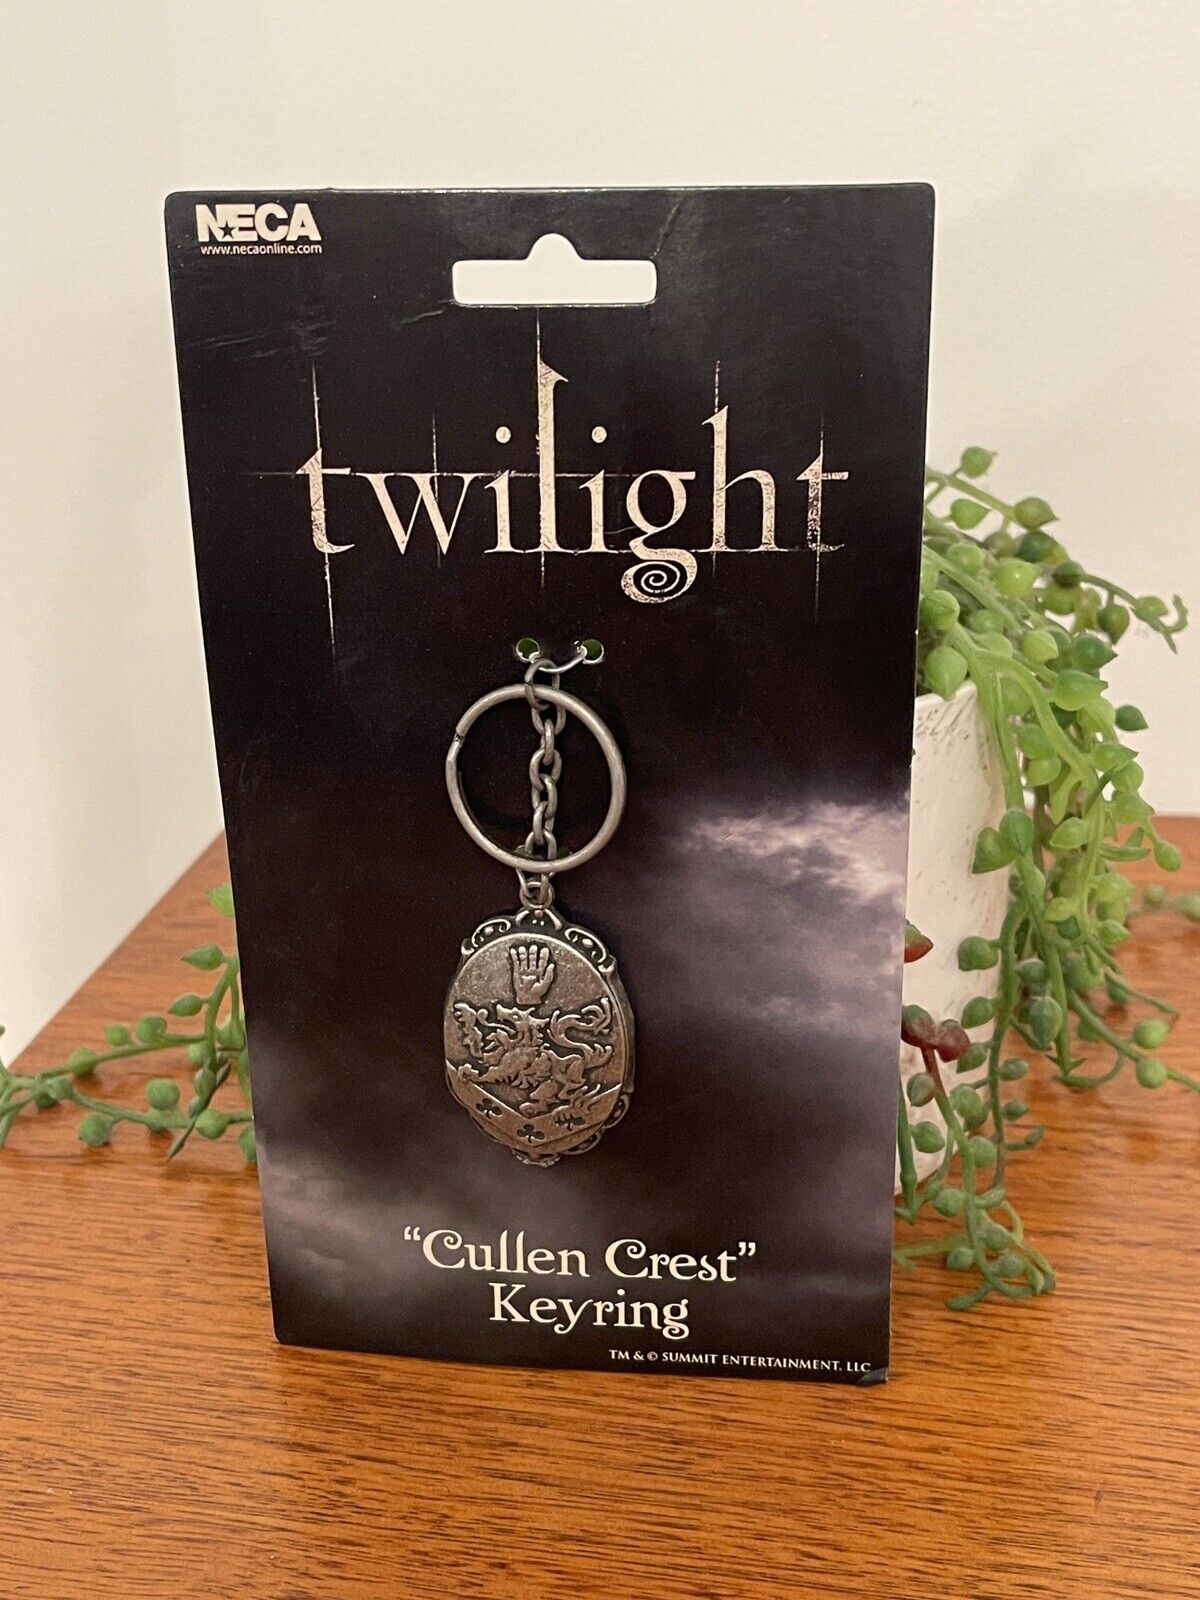 NECA
www.necaonline.com
twilight
“Cullen Crest”
Keyring
TM & © SUMMIT ENTERTAINMENT, LLC